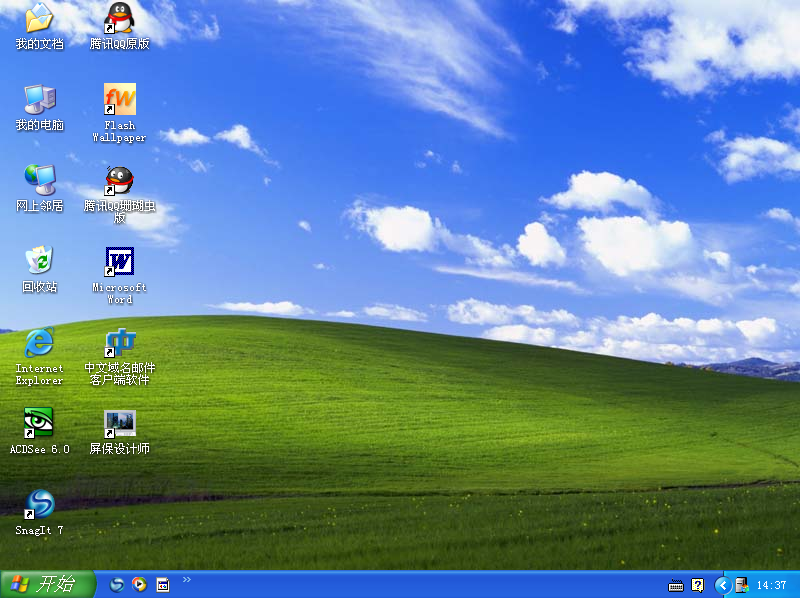 我的文档
腾讯QQ原版
我的电脑
Flash
Wallpaper
网上邻居
腾讯QQ珊瑚虫
版
回收站
Microsoft
Word
Internet
Explorer
中文域名邮件
客户端软件
ACDSee 6.0
屏保设计师
SnagIt 7
开始
14:37